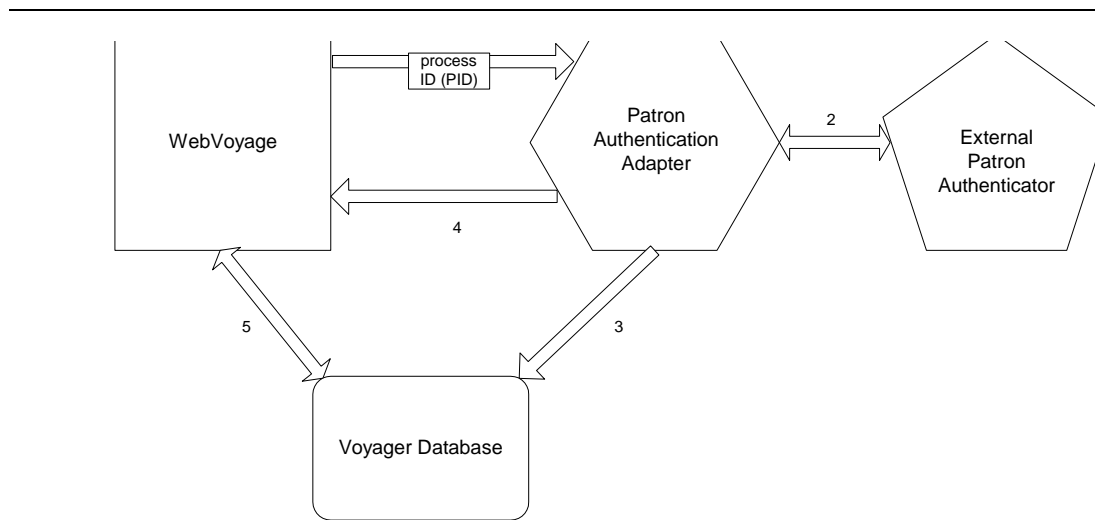 process
ID (PID)
WebVoyage
Patron
Authentication
Adapter
2
External
Patron
Authenticator
4
5
3
Voyager Database